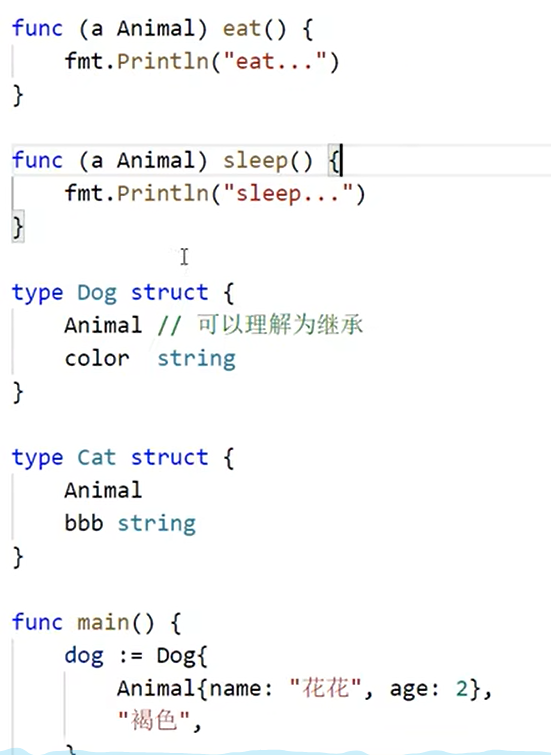 func (a Animal) eat() {
    fmt.Println("eat...")
}
func (a Animal) sleep() {
    fmt.Println("sleep...")
}
type Dog struct {
    Animal // 可以理解为继承
    color  string
}
type Cat struct {
    Animal
    bbb string
}
func main() {
    dog := Dog{
        Animal{name: "花花", age: 2},
        "褐色",
    }